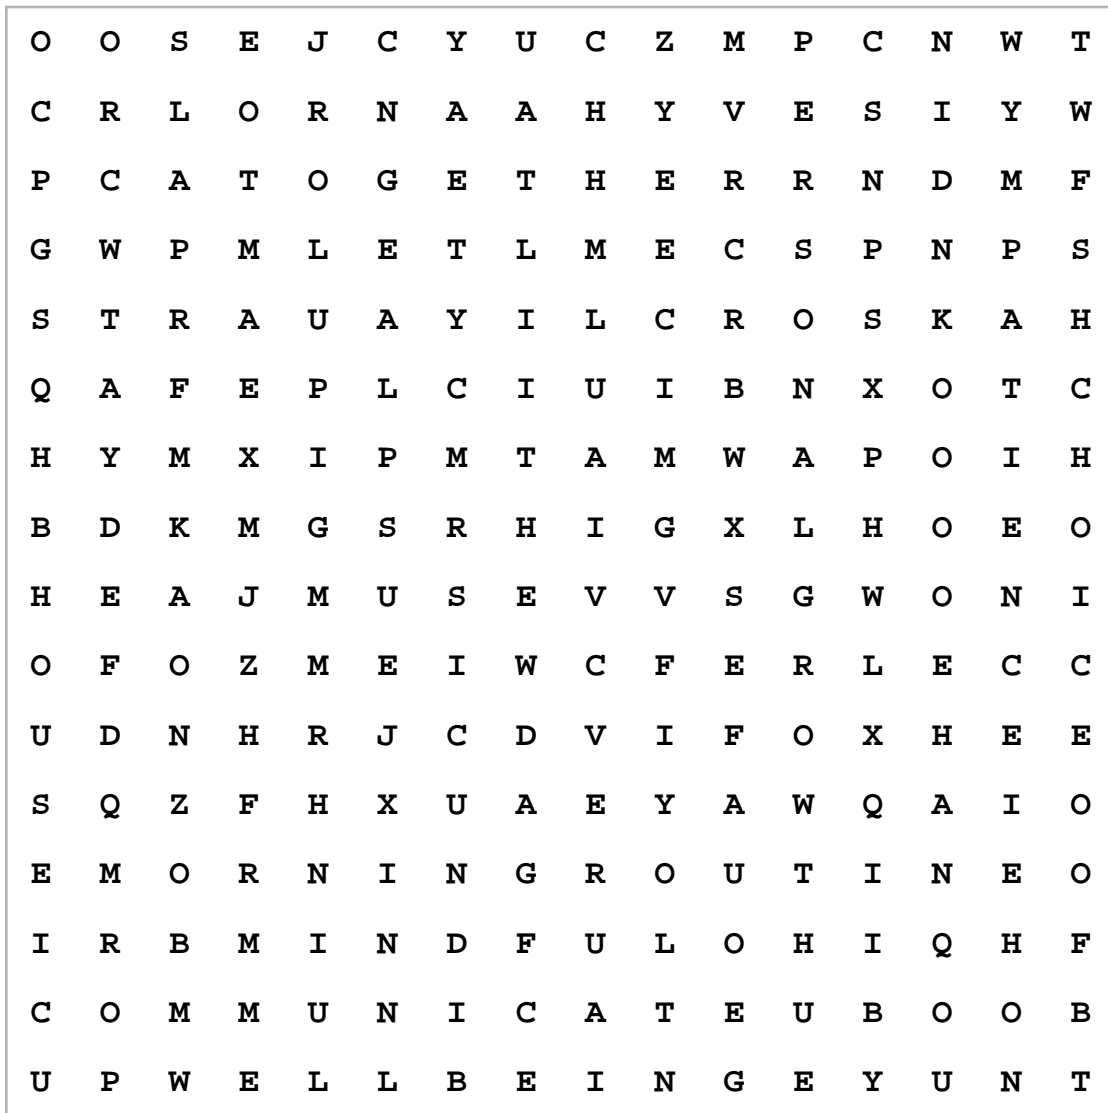 O O S E J C Y U C Z M P C N W T
C R L O R N A A H Y V E S I Y W
P C A T O G E T H E R R N D M F
G W P M L E T L M E C S P N P S
S T R A U A Y I L C R O S K A H
Q A F E P L C I U I B N X O T C
H Y M X I P M T A M W A P O I H
B D K M G S R H I G X L H O E O
H E A J M U S E V V S G W O N I
O F O Z M E I W C F E R L E C C
U D N H R J C D V I F O X H E E
S Q Z F H X U A E Y A W Q A I O
E M O R N I N G R O U T I N E O
I R B M I N D F U L O H I Q H F
C O M M U N I C A T E U B O O B
U P W E L L B E I N G E Y U N T